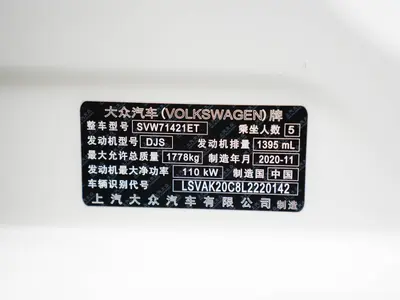 大众汽车(VOLKSWAGEN)牌
整车型号 SVW71421ET 乘坐人数 5
发动机型号 DJS 发动机排量 1395 mL
最大允许总质量 1778kg 制造年月 2020-11
发动机最大净功率 110 kW 制造国 中国
车辆识别代号 LSVAK20C8L2220142
上汽大众汽车有限公司 制造